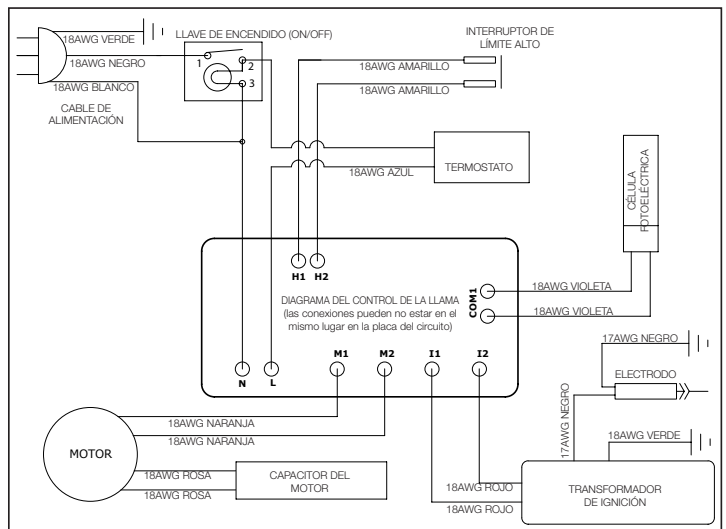 18AWG VERDE
18AWG NEGRO
18AWG BLANCO
CABLE DE
ALIMENTACIÓN
LLAVE DE ENCENDIDO (ON/OFF)
1
2
3
INTERRUPTOR DE
LÍMITE ALTO
18AWG AMARILLO
18AWG AMARILLO
18AWG AZUL
TERMOSTATO
CÉLULA
FOTOELÉCTRICA
18AWG VIOLETA
18AWG VIOLETA
H1
H2
COM1
DIAGRAMA DEL CONTROL DE LA LLAMA
(las conexiones pueden no estar en el
mismo lugar en la placa del circuito)
N
L
M1
M2
I1
I2
17AWG NEGRO
ELECTRODO
17AWG NEGRO
18AWG VERDE
MOTOR
18AWG NARANJA
18AWG NARANJA
18AWG ROSA
18AWG ROSA
CAPACITOR DEL
MOTOR
18AWG ROJO
18AWG ROJO
TRANSFORMADOR
DE IGNICIÓN